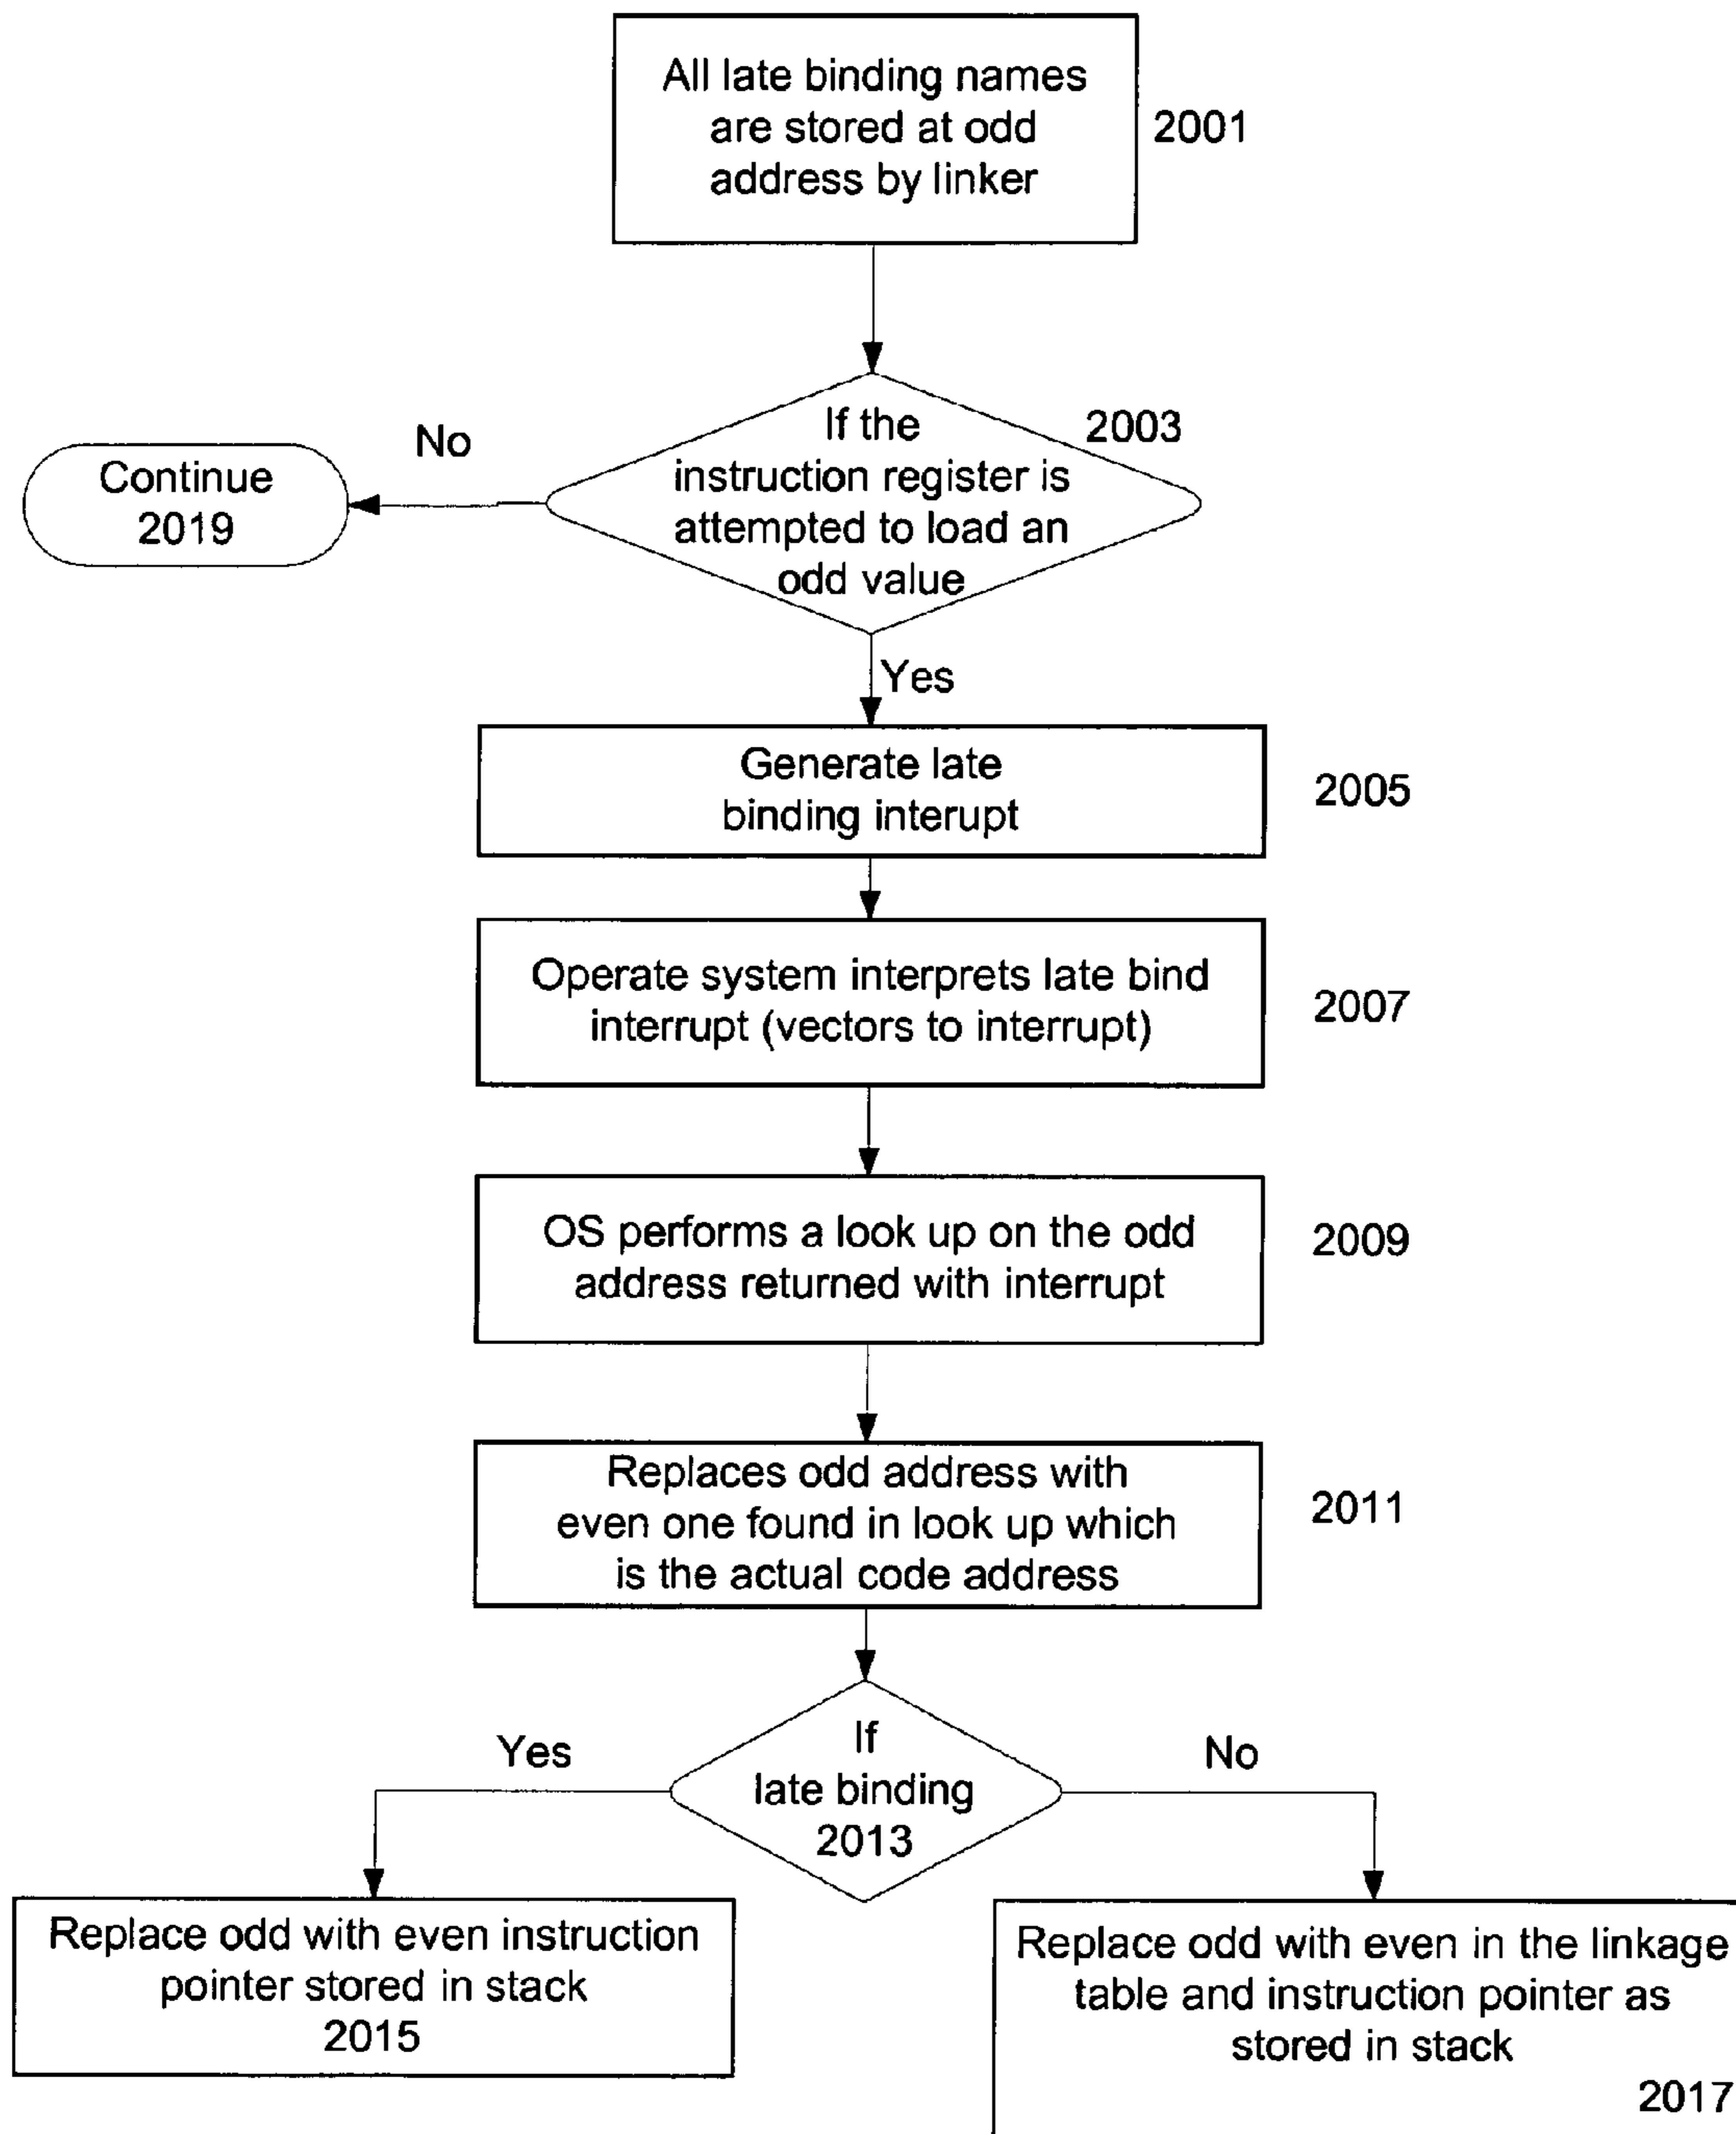 All late binding names
are stored at odd
address by linker
2001
If the
instruction register is
attempted to load an
odd value
2003
No
Continue
2019
Yes
Generate late
binding interupt
2005
Operate system interprets late bind
interrupt (vectors to interrupt)
2007
OS performs a look up on the odd
address returned with interrupt
2009
Replaces odd address with
even one found in look up which
is the actual code address
2011
If
late binding
2013
Yes
No
Replace odd with even instruction
pointer stored in stack
2015
Replace odd with even in the linkage
table and instruction pointer as
stored in stack
2017